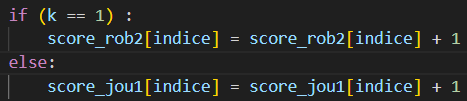 if (k == 1) :
    score_rob2[indice] = score_rob2[indice] + 1
else:
    score_jou1[indice] = score_jou1[indice] + 1